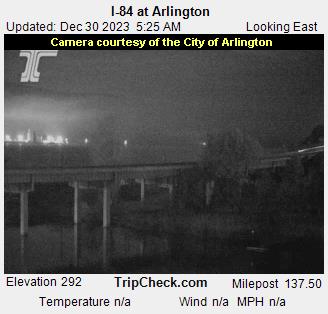 I-84 at Arlington
Updated: Dec 30 2023 5:25 AM Looking East
Camera courtesy of the City of Arlington
Elevation 292 TripCheck.com Milepost 137.50
Temperature n/a Wind n/a MPH n/a